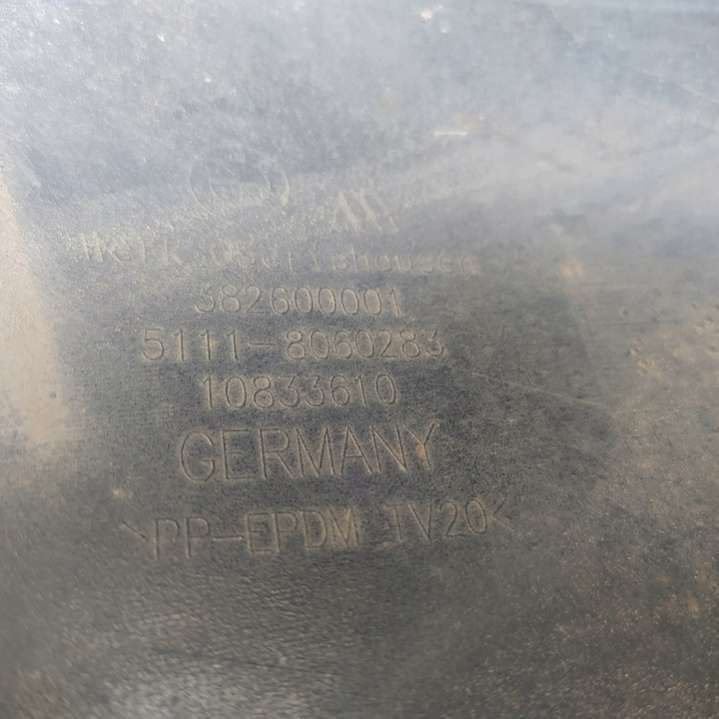 382600001
5111-8060283
10833610
GERMANY
>PP-EPDM TV20<